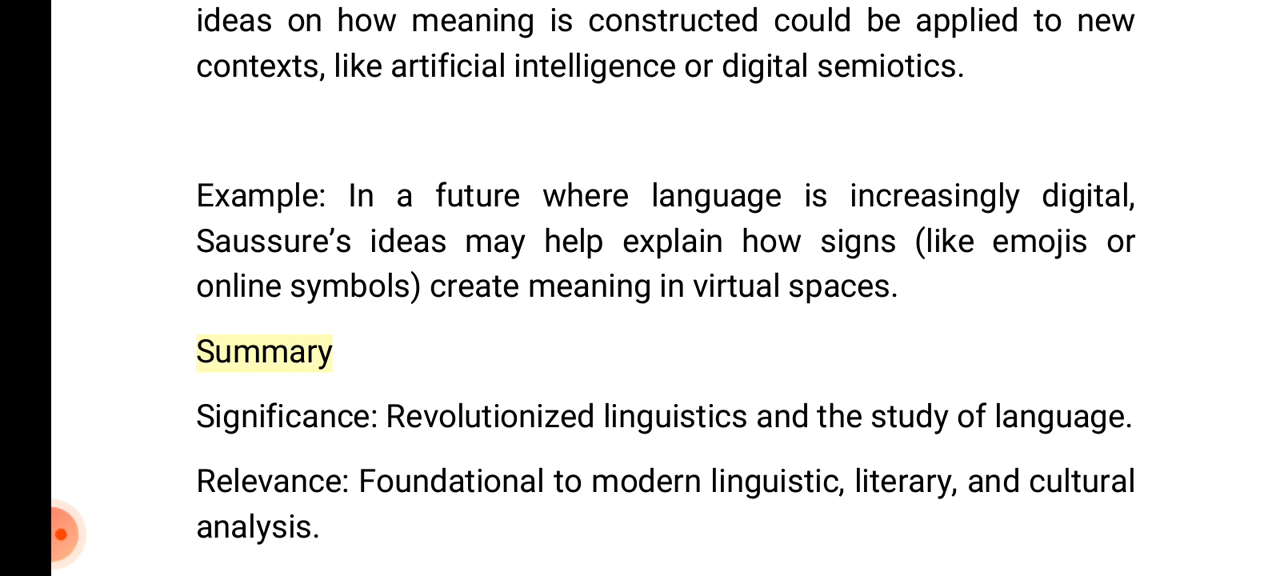 ideas on how meaning is constructed could be applied to new
contexts, like artificial intelligence or digital semiotics.
Example: In a future where language is increasingly digital,
Saussure’s ideas may help explain how signs (like emojis or
online symbols) create meaning in virtual spaces.
Summary
Significance: Revolutionized linguistics and the study of language.
Relevance: Foundational to modern linguistic, literary, and cultural
analysis.